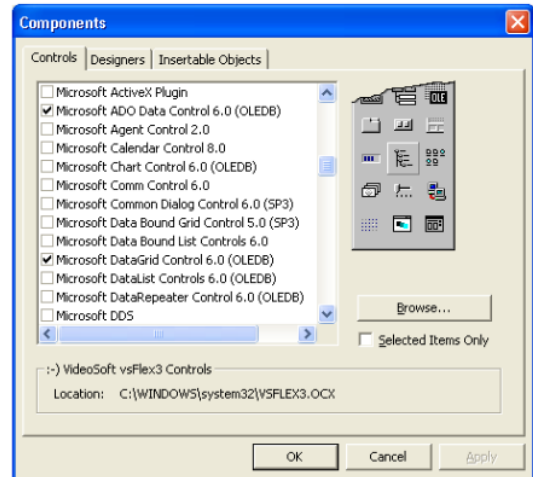 Components
Controls
Designers
Insertable Objects
Microsoft ActiveX Plugin
Microsoft ADO Data Control 6.0 (OLEDB)
Microsoft Agent Control 2.0
Microsoft Calendar Control 8.0
Microsoft Chart Control 6.0 (OLEDB)
Microsoft Comm Control 6.0
Microsoft Common Dialog Control 6.0 (SP3)
Microsoft Data Bound Grid Control 5.0 (SP3)
Microsoft Data Bound List Controls 6.0
Microsoft DataGrid Control 6.0 (OLEDB)
Microsoft DataList Controls 6.0 (OLEDB)
Microsoft DataRepeater Control 6.0 (OLEDB)
Microsoft DDS
OLE
Browse...
Selected Items Only
:-) VideoSoft vsFlex3 Controls
Location: C:\WINDOWS\system32\VSFLEX3.OCX
OK
Cancel
Apply